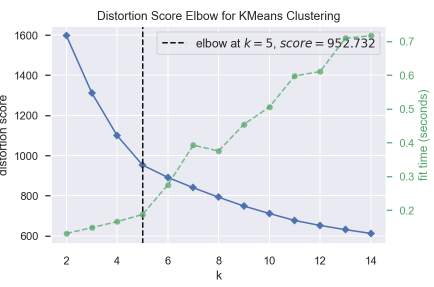 Distortion Score Elbow for KMeans Clustering
elbow at k = 5, score = 952.732
distortion score
1600
1400
1200
1000
800
600
0.7
0.6
0.5
0.4
0.3
0.2
fit time (seconds)
2 4 6 8 10 12 14
k